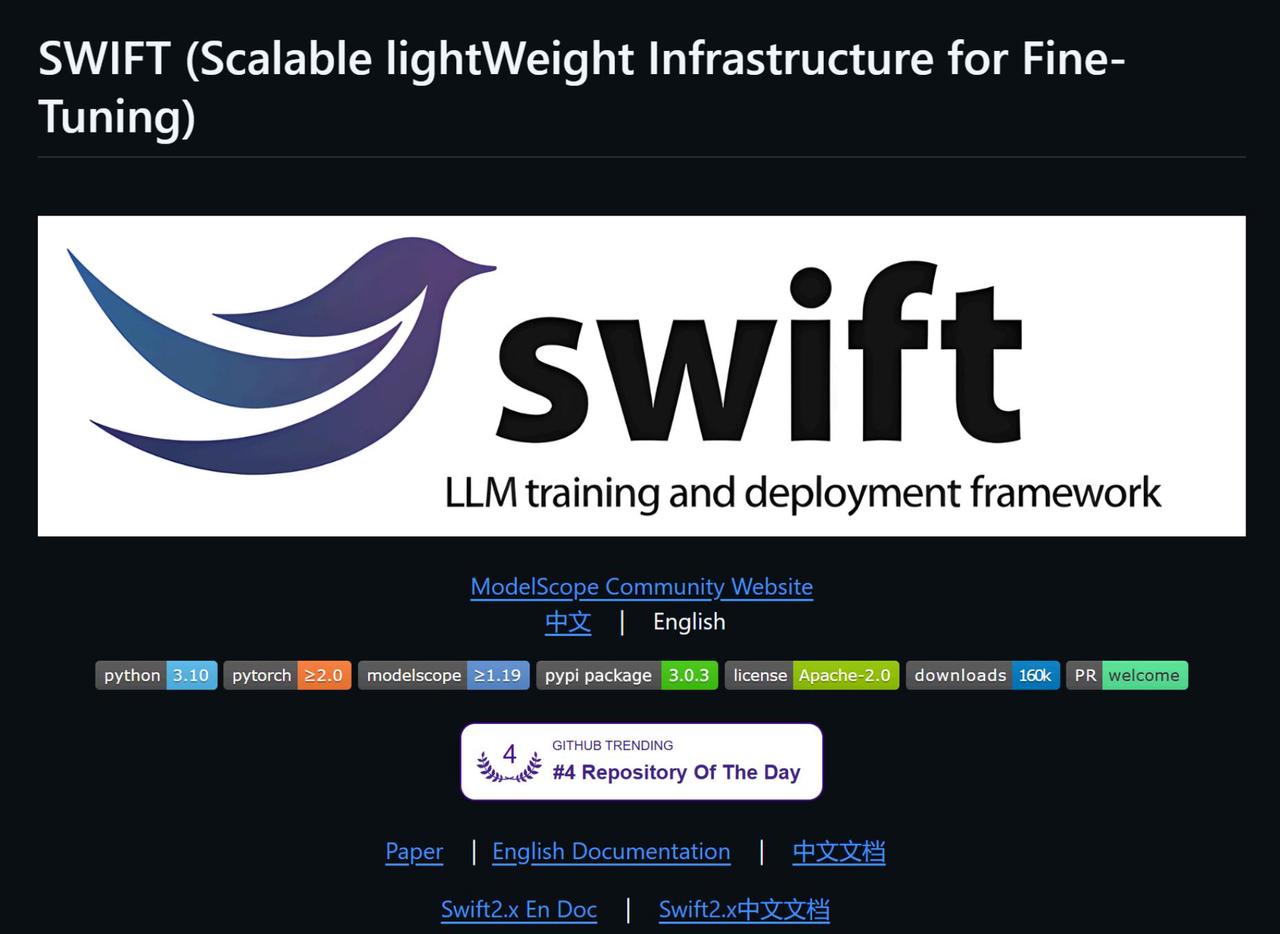 SWIFT (Scalable lightWeight Infrastructure for Fine-
Tuning)
swift
LLM training and deployment framework
ModelScope Community Website
中文 | English
python 3.10 pytorch ≥2.0 modelscope ≥1.19 pypi package 3.0.3 license Apache-2.0 downloads 160k PR welcome
4
GITHUB TRENDING
#4 Repository Of The Day
Paper | English Documentation | 中文文档
Swift2.x En Doc | Swift2.x中文文档